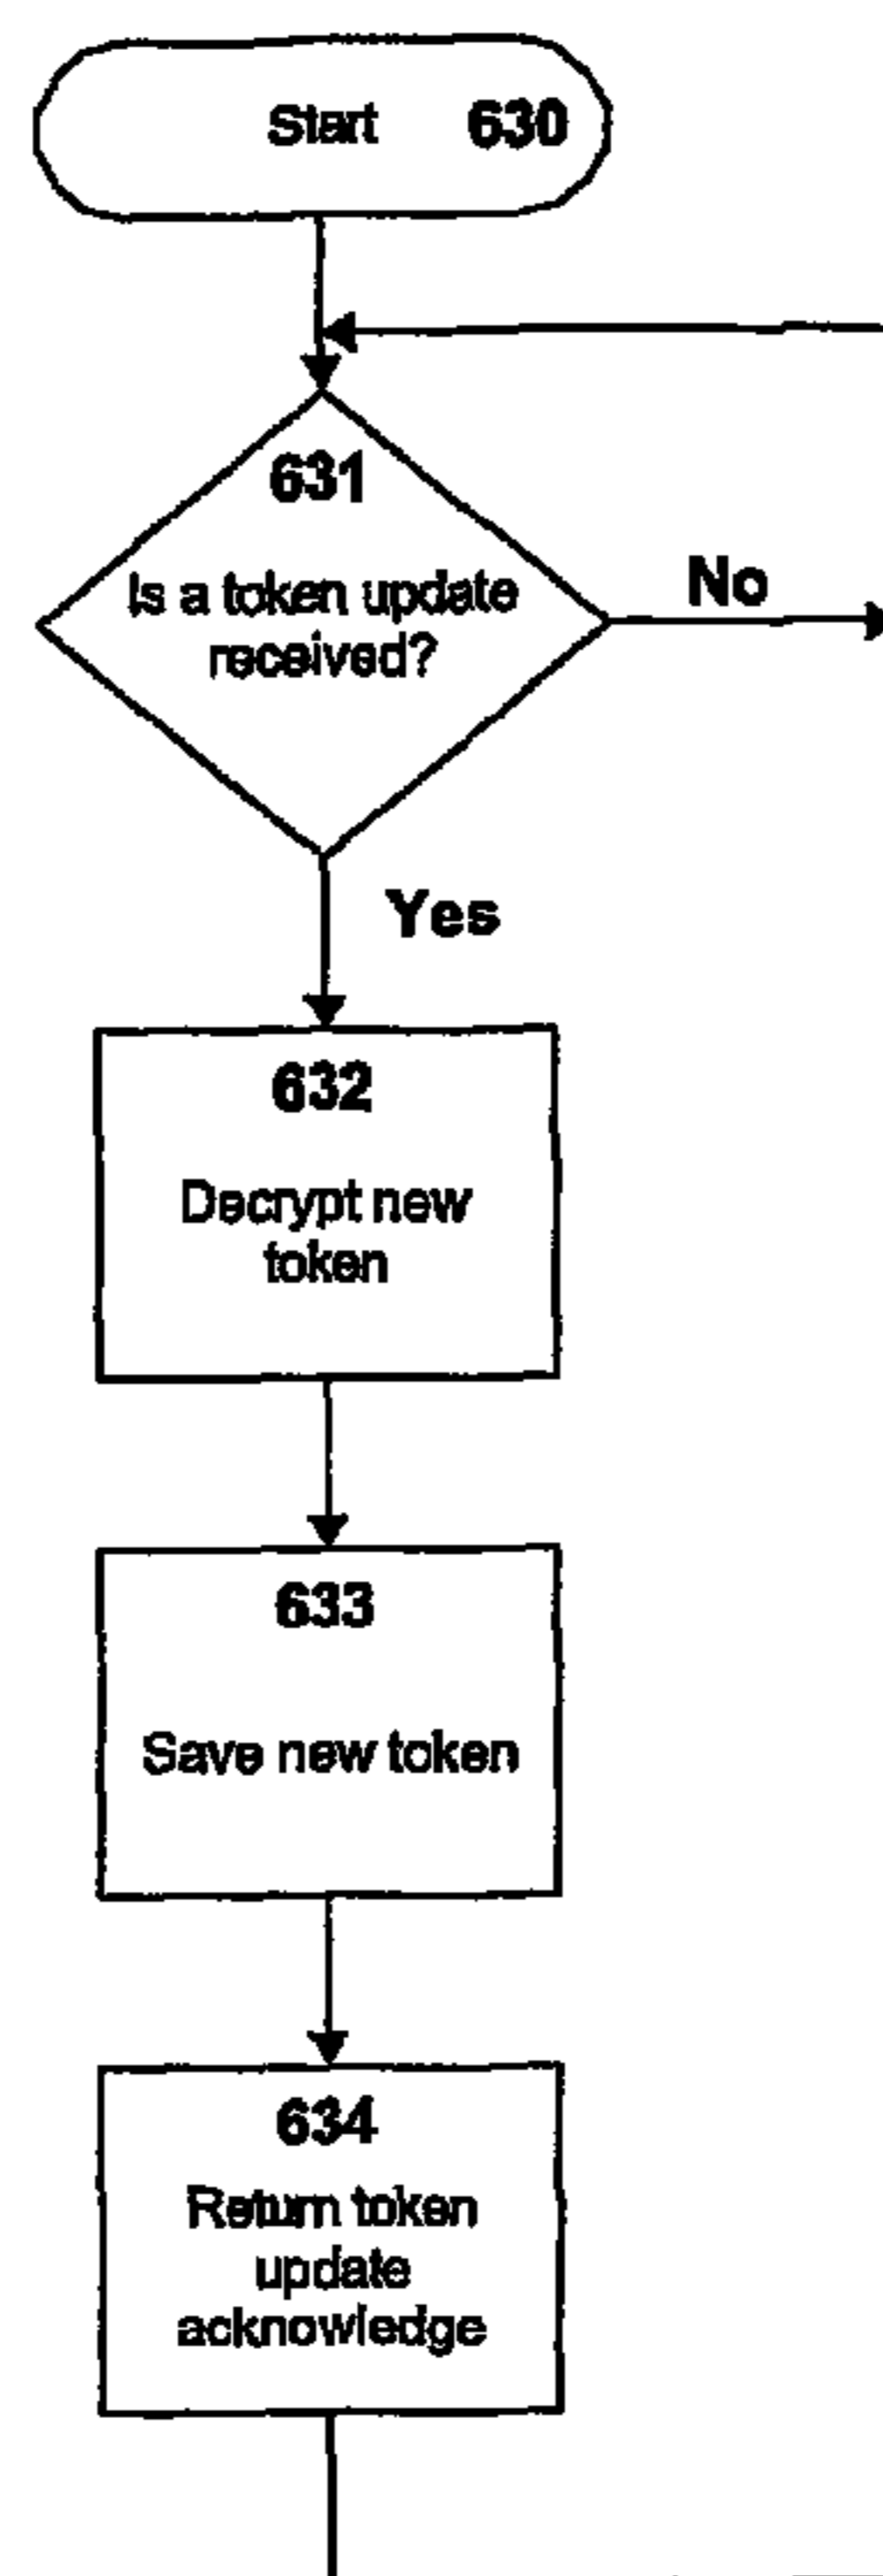 Start 630
631
Is a token update
received?
No
Yes
632
Decrypt new
token
633
Save new token
634
Return token
update
acknowledge